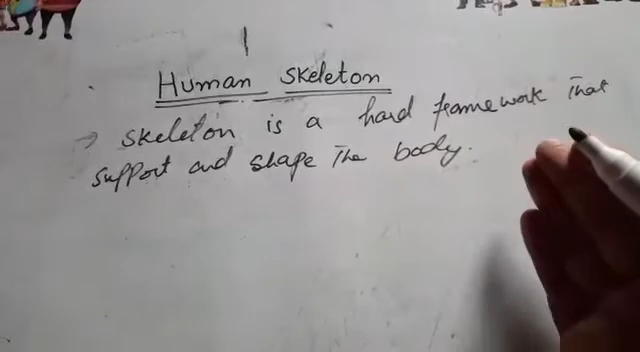 Human skeleton
→ skeleton is a hard framework that
support and shape the body.